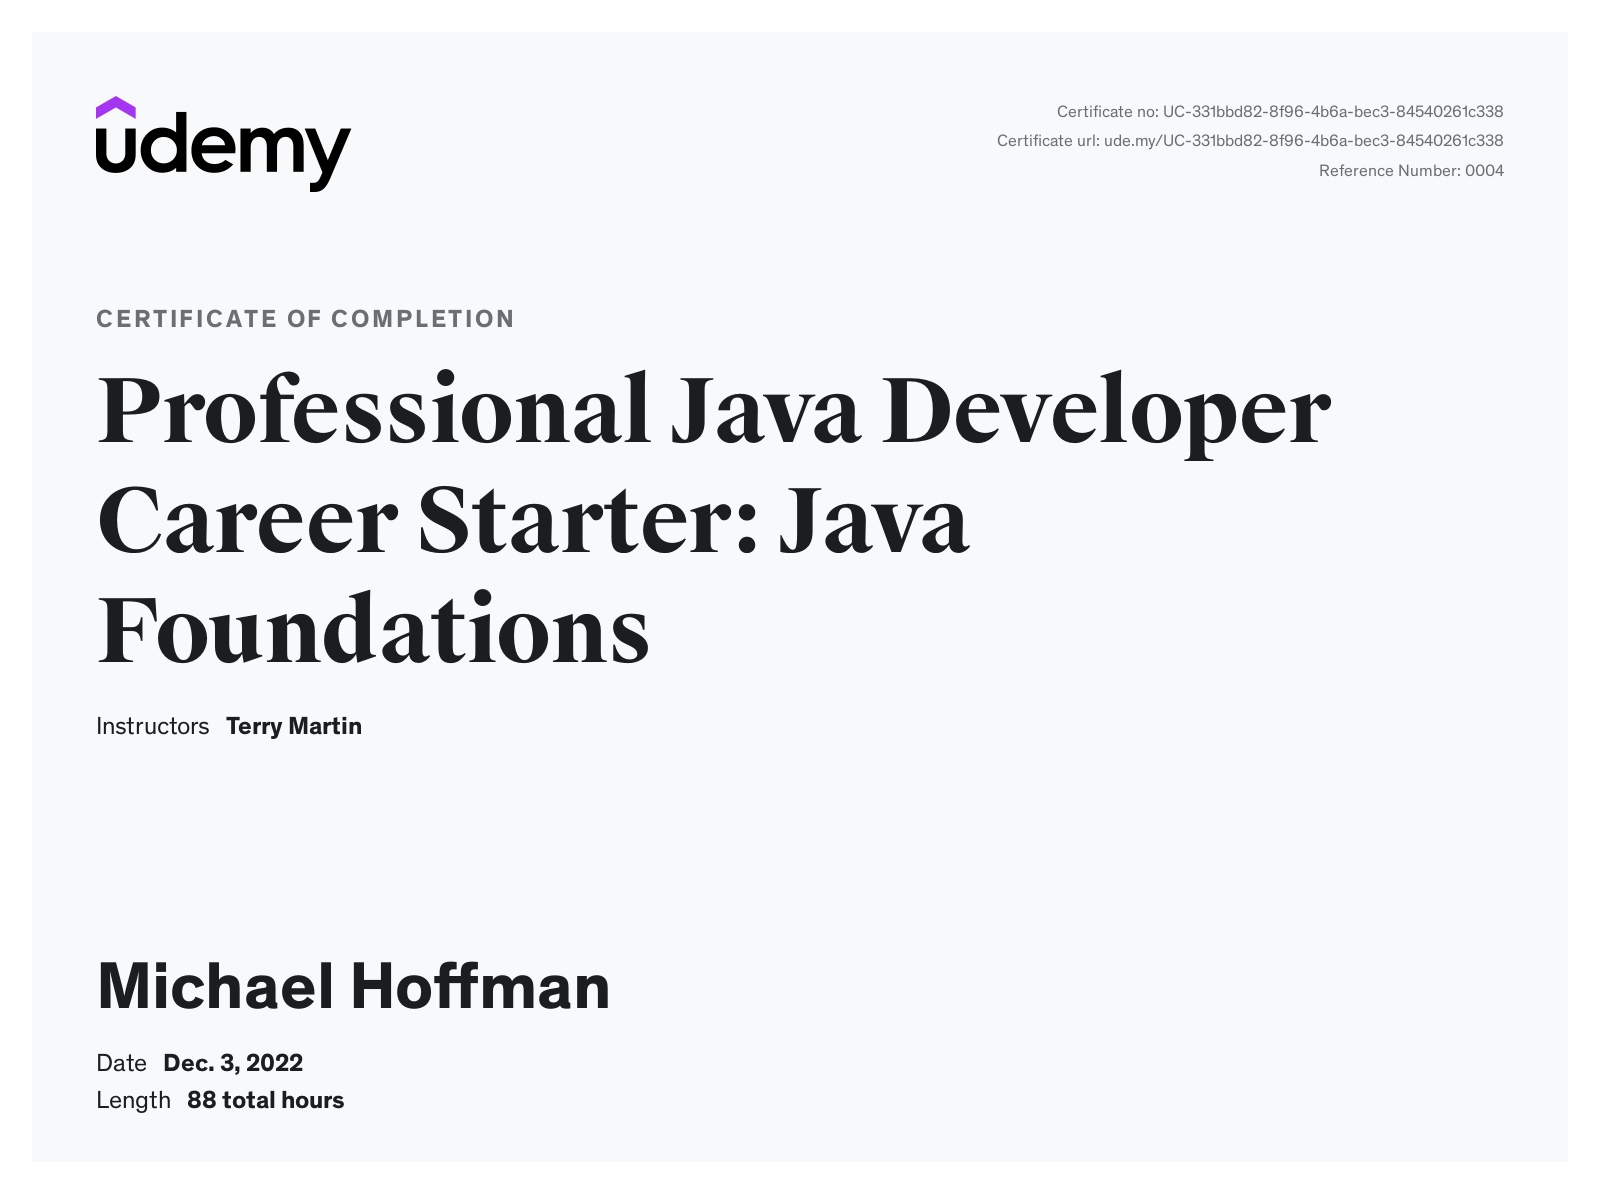 udemy
Certificate no: UC-331bbd82-8f96-4b6a-bec3-84540261c338
Certificate url: ude.my/UC-331bbd82-8f96-4b6a-bec3-84540261c338
Reference Number: 0004
CERTIFICATE OF COMPLETION
Professional Java Developer
Career Starter: Java
Foundations
Instructors Terry Martin
Michael Hoffman
Date Dec. 3, 2022
Length 88 total hours